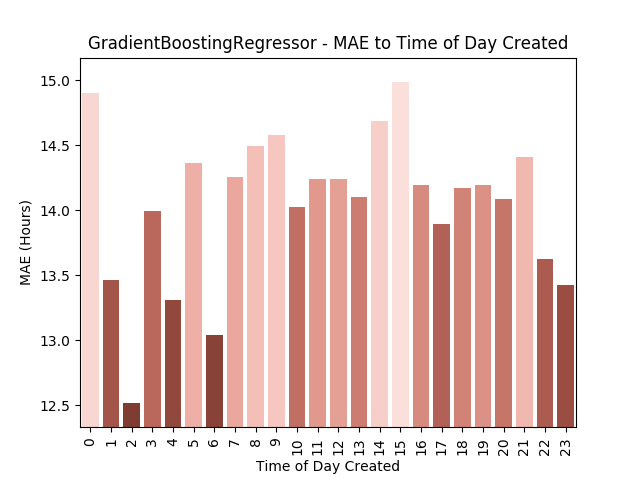 GradientBoostingRegressor - MAE to Time of Day Created
15.0
14.5
14.0
13.5
13.0
12.5
MAE (Hours)
0 1 2 3 4 5 6 7 8 9 10 11 12 13 14 15 16 17 18 19 20 21 22 23
Time of Day Created